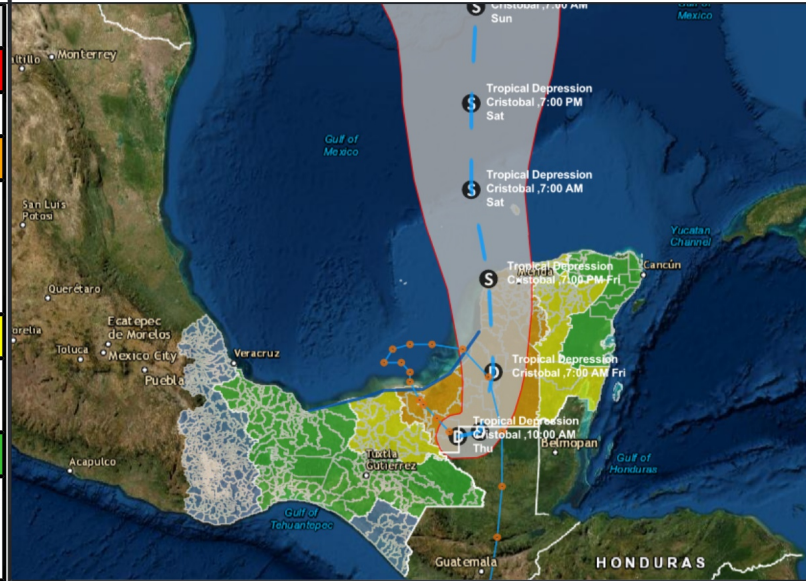 Cristobal ,7:00 AM
Sun
Gulf of
Mexico
Monterrey
Tropical Depression
Cristobal ,7:00 PM
Sat
S
Gulf of
Mexico
Tropical Depression
Cristobal ,7:00 AM
Sat
S
San Luis
Potosi
Yucatan
Channel
Tropical Depression
Cristobal ,7:00 PM Fri
S
Cancún
Querétaro
Ecatepec
de Morelos
Toluca
Mexico City
Veracruz
Puebla
Tropical Depression
Cristobal ,7:00 AM Fri
D
Tropical Depression
Cristobal ,10:00 AM
Thu
D
D
Belmopan
Tuxtla
Gutiérrez
Acapulco
Gulf of
Honduras
Gulf of
Tehuantepec
Guatemala
HONDURAS